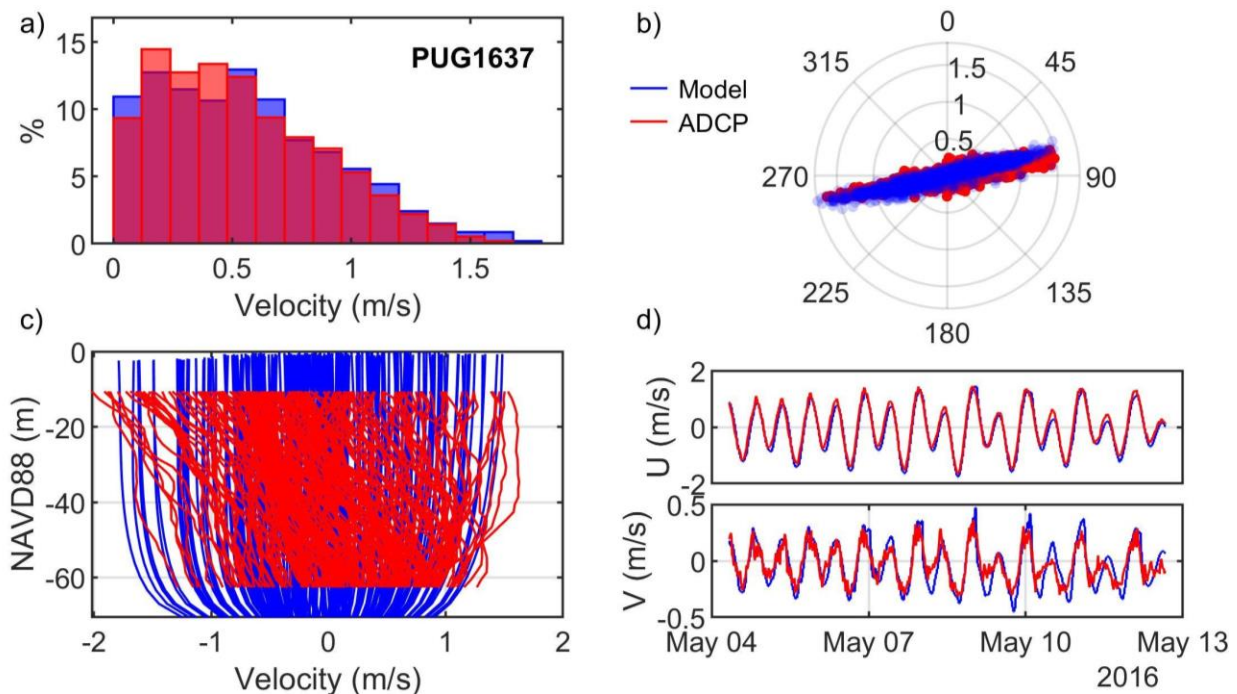 a)
15
10
5
0
%
PUG1637
0 0.5 1 1.5
Velocity (m/s)
b)
Model
ADCP
0
45
90
135
180
225
270
315
1.5
1
0.5
c)
0
-20
-40
-60
NAVD88 (m)
-2 -1 0 1 2
Velocity (m/s)
d)
2
0
-2
U (m/s)
0.5
0
-0.5
V (m/s)
May 04 May 07 May 10 May 13
2016